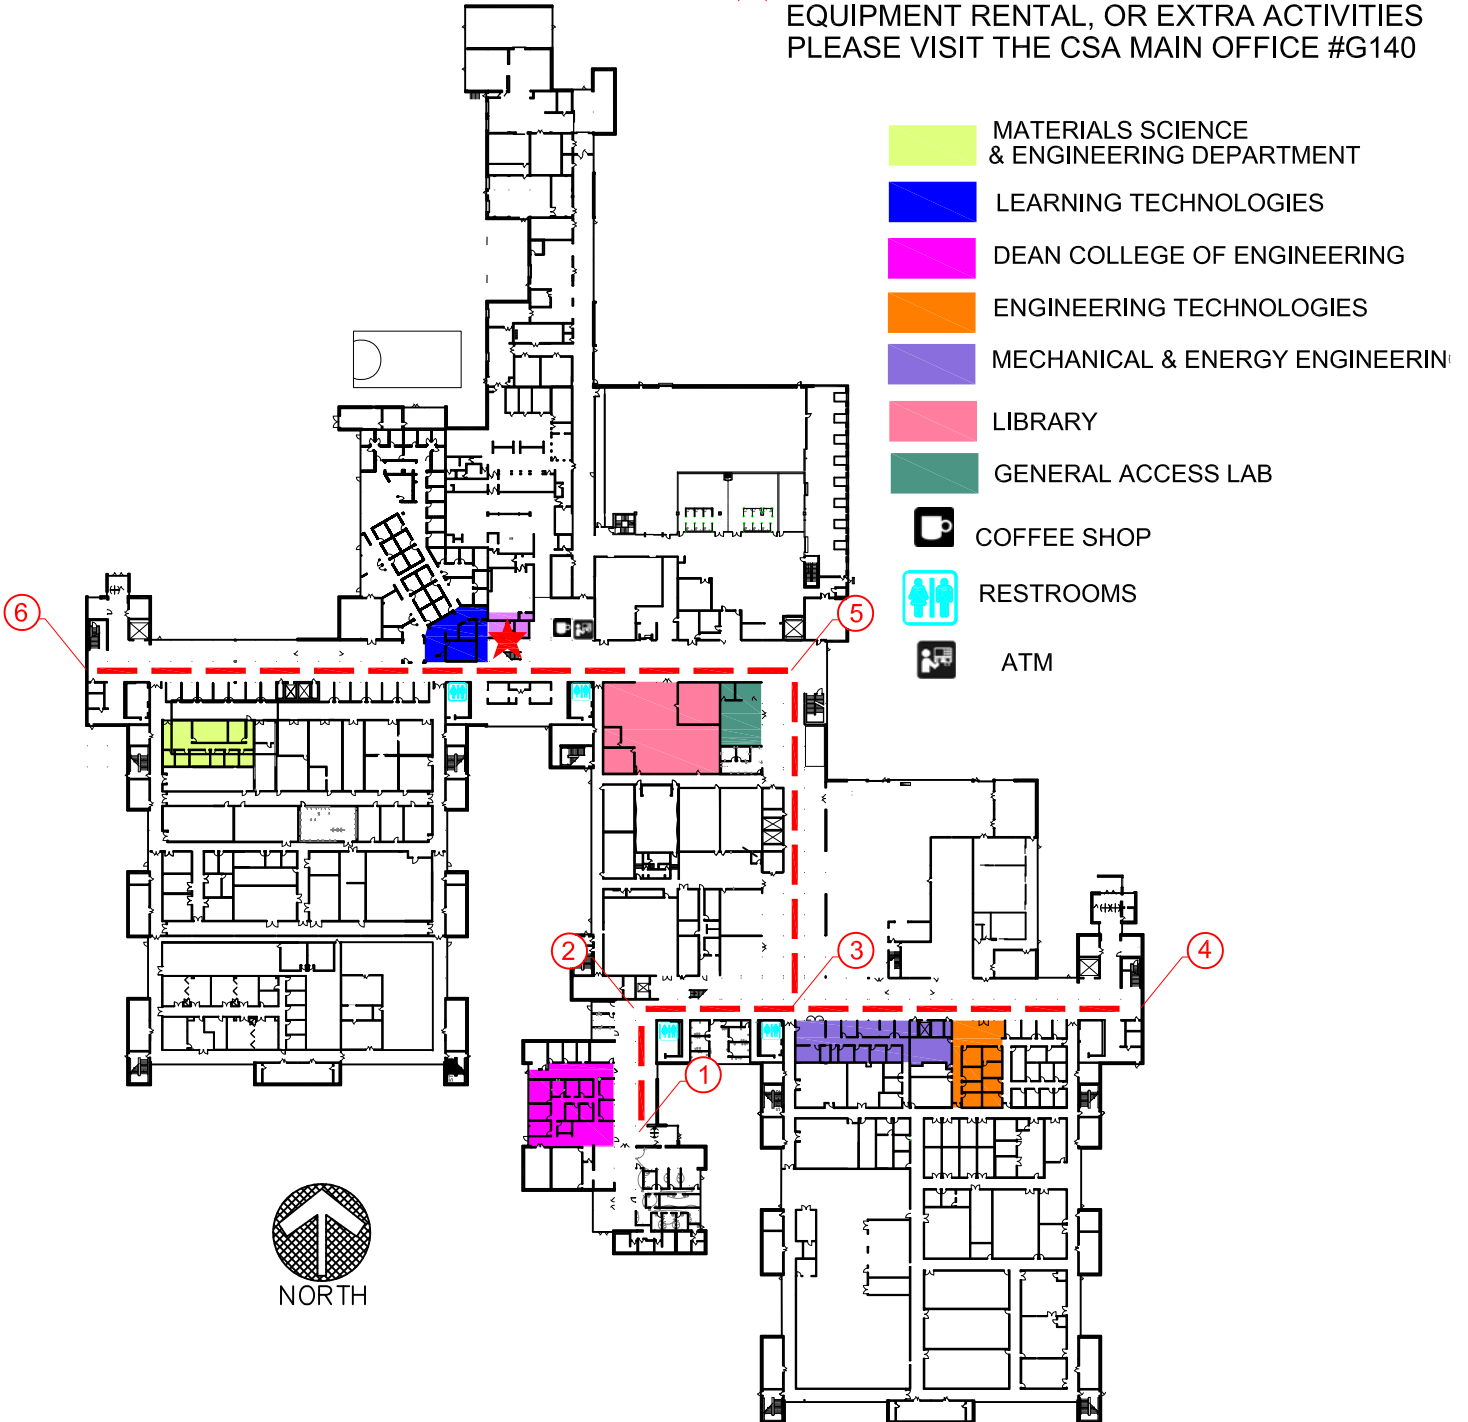 EQUIPMENT RENTAL, OR EXTRA ACTIVITIES
PLEASE VISIT THE CSA MAIN OFFICE #G140
MATERIALS SCIENCE
& ENGINEERING DEPARTMENT
LEARNING TECHNOLOGIES
DEAN COLLEGE OF ENGINEERING
ENGINEERING TECHNOLOGIES
MECHANICAL & ENERGY ENGINEERIN
LIBRARY
GENERAL ACCESS LAB
COFFEE SHOP
RESTROOMS
ATM
6
5
2
3
4
1
NORTH